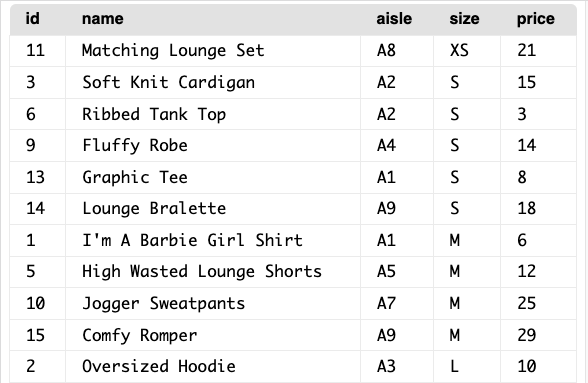 id name aisle size price
11 Matching Lounge Set A8 XS 21
3 Soft Knit Cardigan A2 S 15
6 Ribbed Tank Top A2 S 3
9 Fluffy Robe A4 S 14
13 Graphic Tee A1 S 8
14 Lounge Bralette A9 S 18
1 I'm A Barbie Girl Shirt A1 M 6
5 High Wasted Lounge Shorts A5 M 12
10 Jogger Sweatpants A7 M 25
15 Comfy Romper A9 M 29
2 Oversized Hoodie A3 L 10